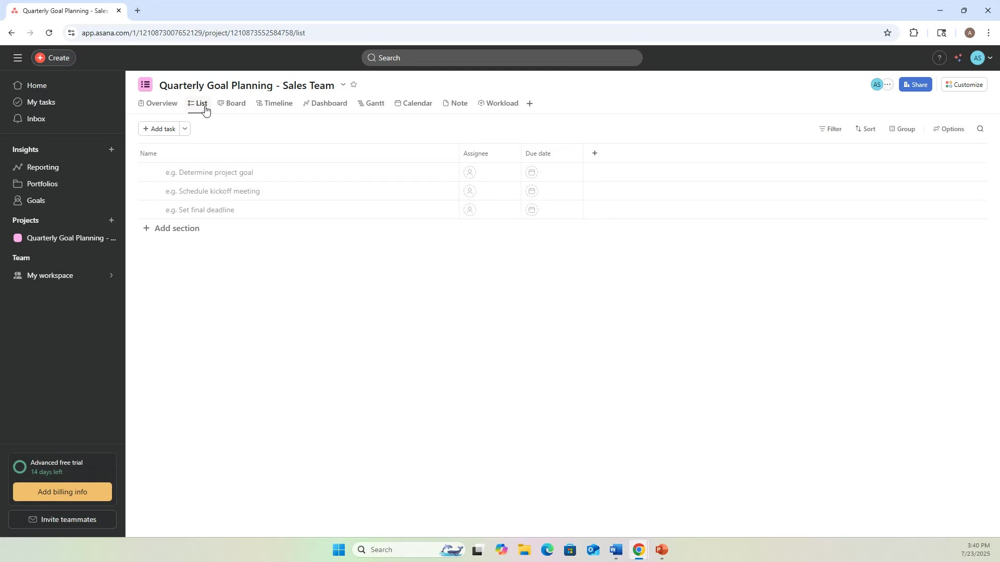 Quarterly Goal Planning - Sales
app.asana.com/1/1210873007652129/project/1210873552584758/list
A
Create
Search
?
AS
Home
My tasks
Inbox
Insights
Reporting
Portfolios
Goals
Projects
Quarterly Goal Planning - ...
Team
My workspace
Advanced free trial
14 days left
Add billing info
Invite teammates
Quarterly Goal Planning - Sales Team
AS
Share
Customize
Overview
List
Board
Timeline
Dashboard
Gantt
Calendar
Note
Workload
Add task
Filter
Sort
Group
Options
Name
Assignee
Due date
e.g. Determine project goal
e.g. Schedule kickoff meeting
e.g. Set final deadline
Add section
Search
3:40 PM
7/23/2025